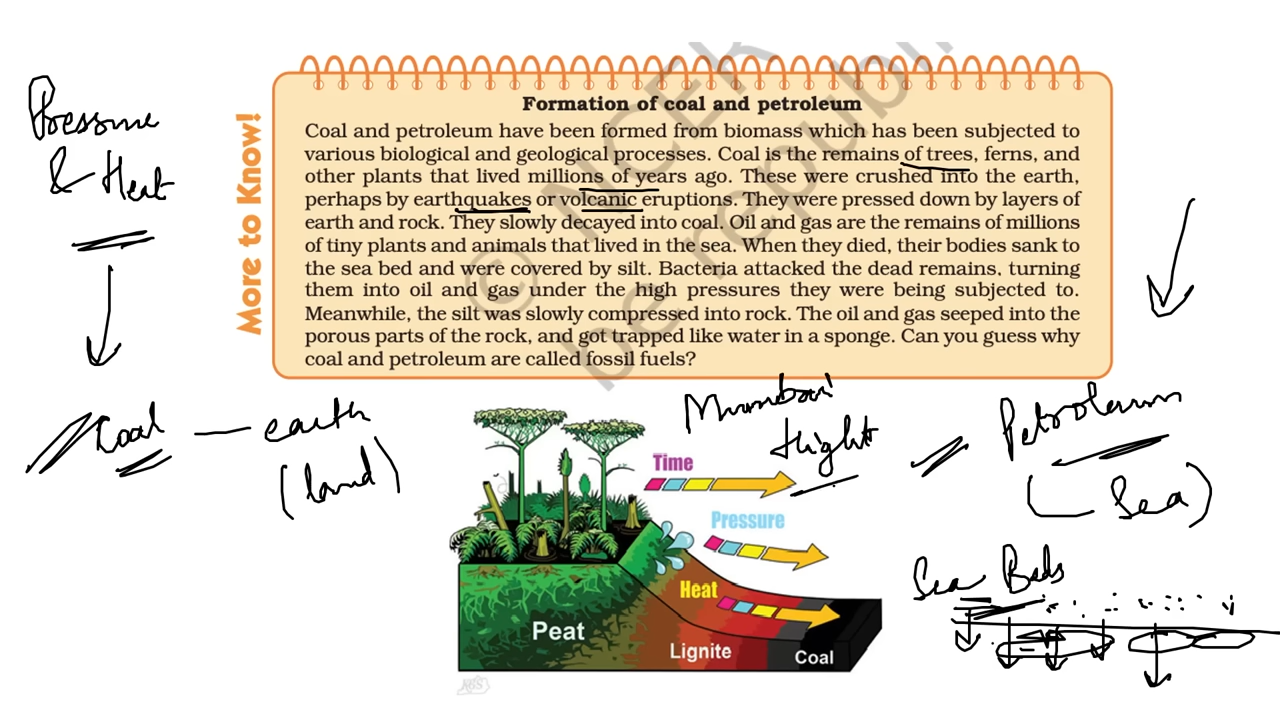 Pressure
& Heat
Coal — earth
(land)
More to Know!
© NCER
be republi
Formation of coal and petroleum
Coal and petroleum have been formed from biomass which has been subjected to
various biological and geological processes. Coal is the remains of trees, ferns, and
other plants that lived millions of years ago. These were crushed into the earth,
perhaps by earthquakes or volcanic eruptions. They were pressed down by layers of
earth and rock. They slowly decayed into coal. Oil and gas are the remains of millions
of tiny plants and animals that lived in the sea. When they died, their bodies sank to
the sea bed and were covered by silt. Bacteria attacked the dead remains, turning
them into oil and gas under the high pressures they were being subjected to.
Meanwhile, the silt was slowly compressed into rock. The oil and gas seeped into the
porous parts of the rock, and got trapped like water in a sponge. Can you guess why
coal and petroleum are called fossil fuels?
Mumbai
Hight
Petroleum
(Sea)
Sea Beds
Time
Pressure
Heat
Peat
Lignite
Coal